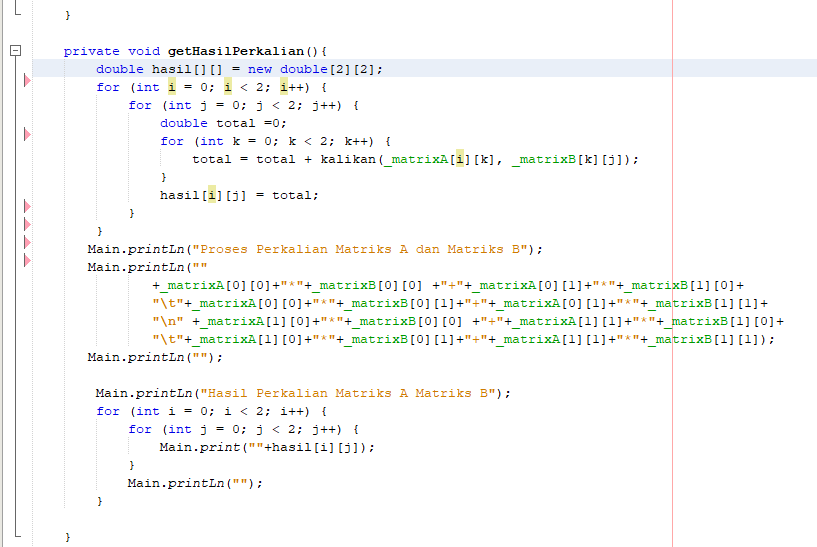 }
private void getHasilPerkalian(){
double hasil[][] = new double[2][2];
for (int i = 0; i < 2; i++) {
for (int j = 0; j < 2; j++) {
double total =0;
for (int k = 0; k < 2; k++) {
total = total + kalikan(_matrixA[i][k], _matrixB[k][j]);
}
hasil[i][j] = total;
}
}
Main.printLn("Proses Perkalian Matriks A dan Matriks B");
Main.printLn(""
+_matrixA[0][0]+"*"+_matrixB[0][0] +"+"+_matrixA[0][1]+"*"+_matrixB[1][0]+
"\t"+_matrixA[0][0]+"*"+_matrixB[0][1]+"+"+_matrixA[0][1]+"*"+_matrixB[1][1]+
"\n" +_matrixA[1][0]+"*"+_matrixB[0][0] +"+"+_matrixA[1][1]+"*"+_matrixB[1][0]+
"\t"+_matrixA[1][0]+"*"+_matrixB[0][1]+"+"+_matrixA[1][1]+"*"+_matrixB[1][1]);
Main.printLn("");
Main.printLn("Hasil Perkalian Matriks A Matriks B");
for (int i = 0; i < 2; i++) {
for (int j = 0; j < 2; j++) {
Main.print(""+hasil[i][j]);
}
Main.printLn("");
}
}